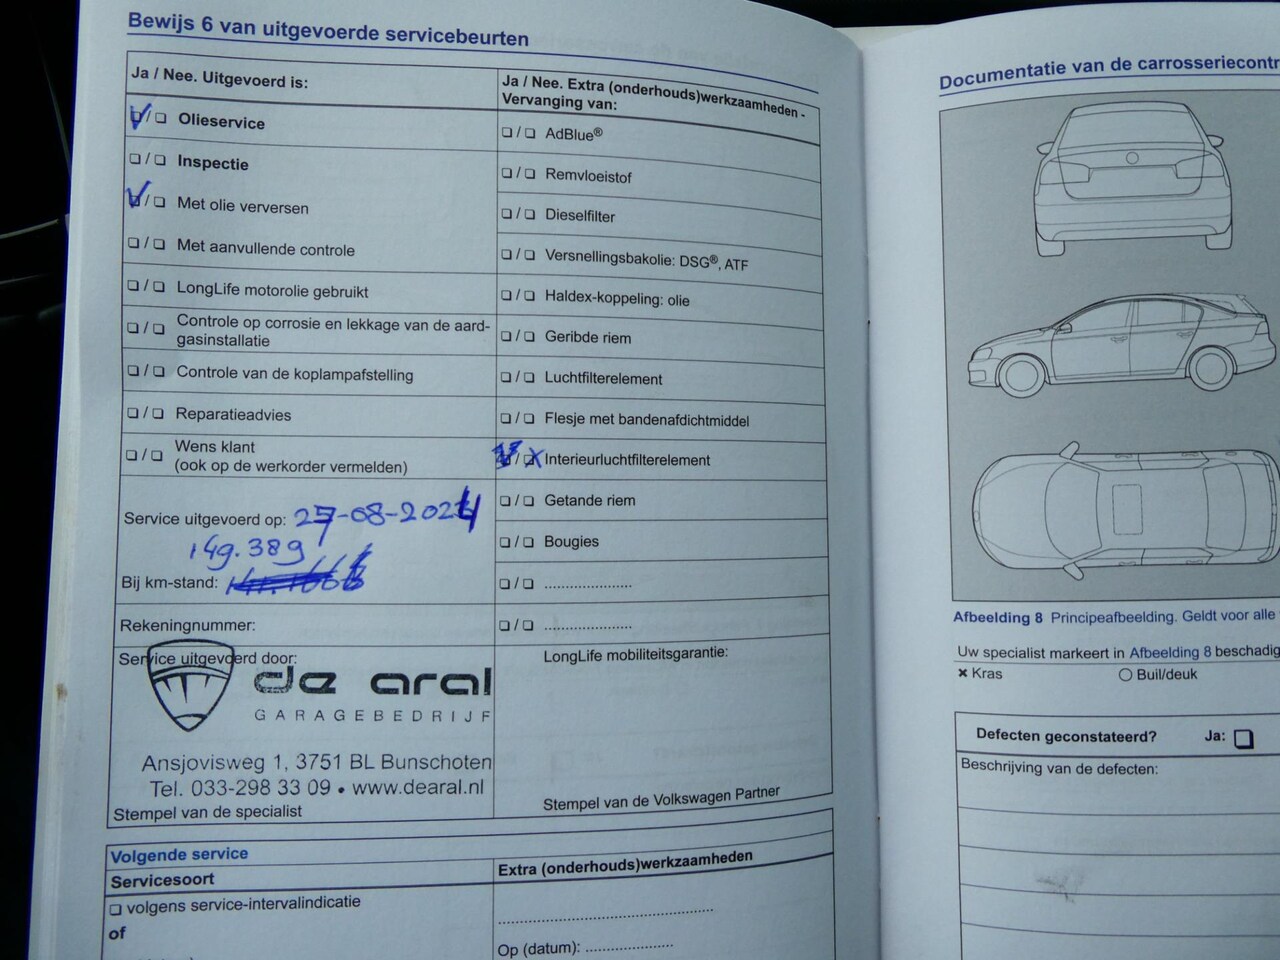 Bewijs 6 van uitgevoerde servicebeurten
Ja / Nee. Uitgevoerd is:
Olieservice
Inspectie
Met olie verversen
Met aanvullende controle
LongLife motorolie gebruikt
Controle op corrosie en lekkage van de aard-
gasinstallatie
Controle van de koplampafstelling
Reparatieadvies
Wens klant
(ook op de werkorder vermelden)
Service uitgevoerd op: 27-08-2024
149.389
Bij km-stand:
Rekeningnummer:
Service uitgevoerd door:
de aral
GARAGEBEDRIJF
Ansjovisweg 1, 3751 BL Bunschoten
Tel. 033-298 33 09 • www.dearal.nl
Stempel van de specialist
Ja / Nee. Extra (onderhouds)werkzaamheden -
Vervanging van:
AdBlue®
Remvloeistof
Dieselfilter
Versnellingsbakolie: DSG®, ATF
Haldex-koppeling: olie
Geribde riem
Luchtfilterelement
Flesje met bandenafdichtmiddel
Interieurluchtfilterelement
Getande riem
Bougies
LongLife mobiliteitsgarantie:
Stempel van de Volkswagen Partner
Volgende service
Servicesoort
volgens service-intervalindicatie
of
Extra (onderhouds)werkzaamheden
Op (datum):
Documentatie van de carrosseriecontr
Afbeelding 8 Principeafbeelding. Geldt voor alle
Uw specialist markeert in Afbeelding 8 beschadig
Kras
Buil/deuk
Defecten geconstateerd? Ja:
Beschrijving van de defecten: